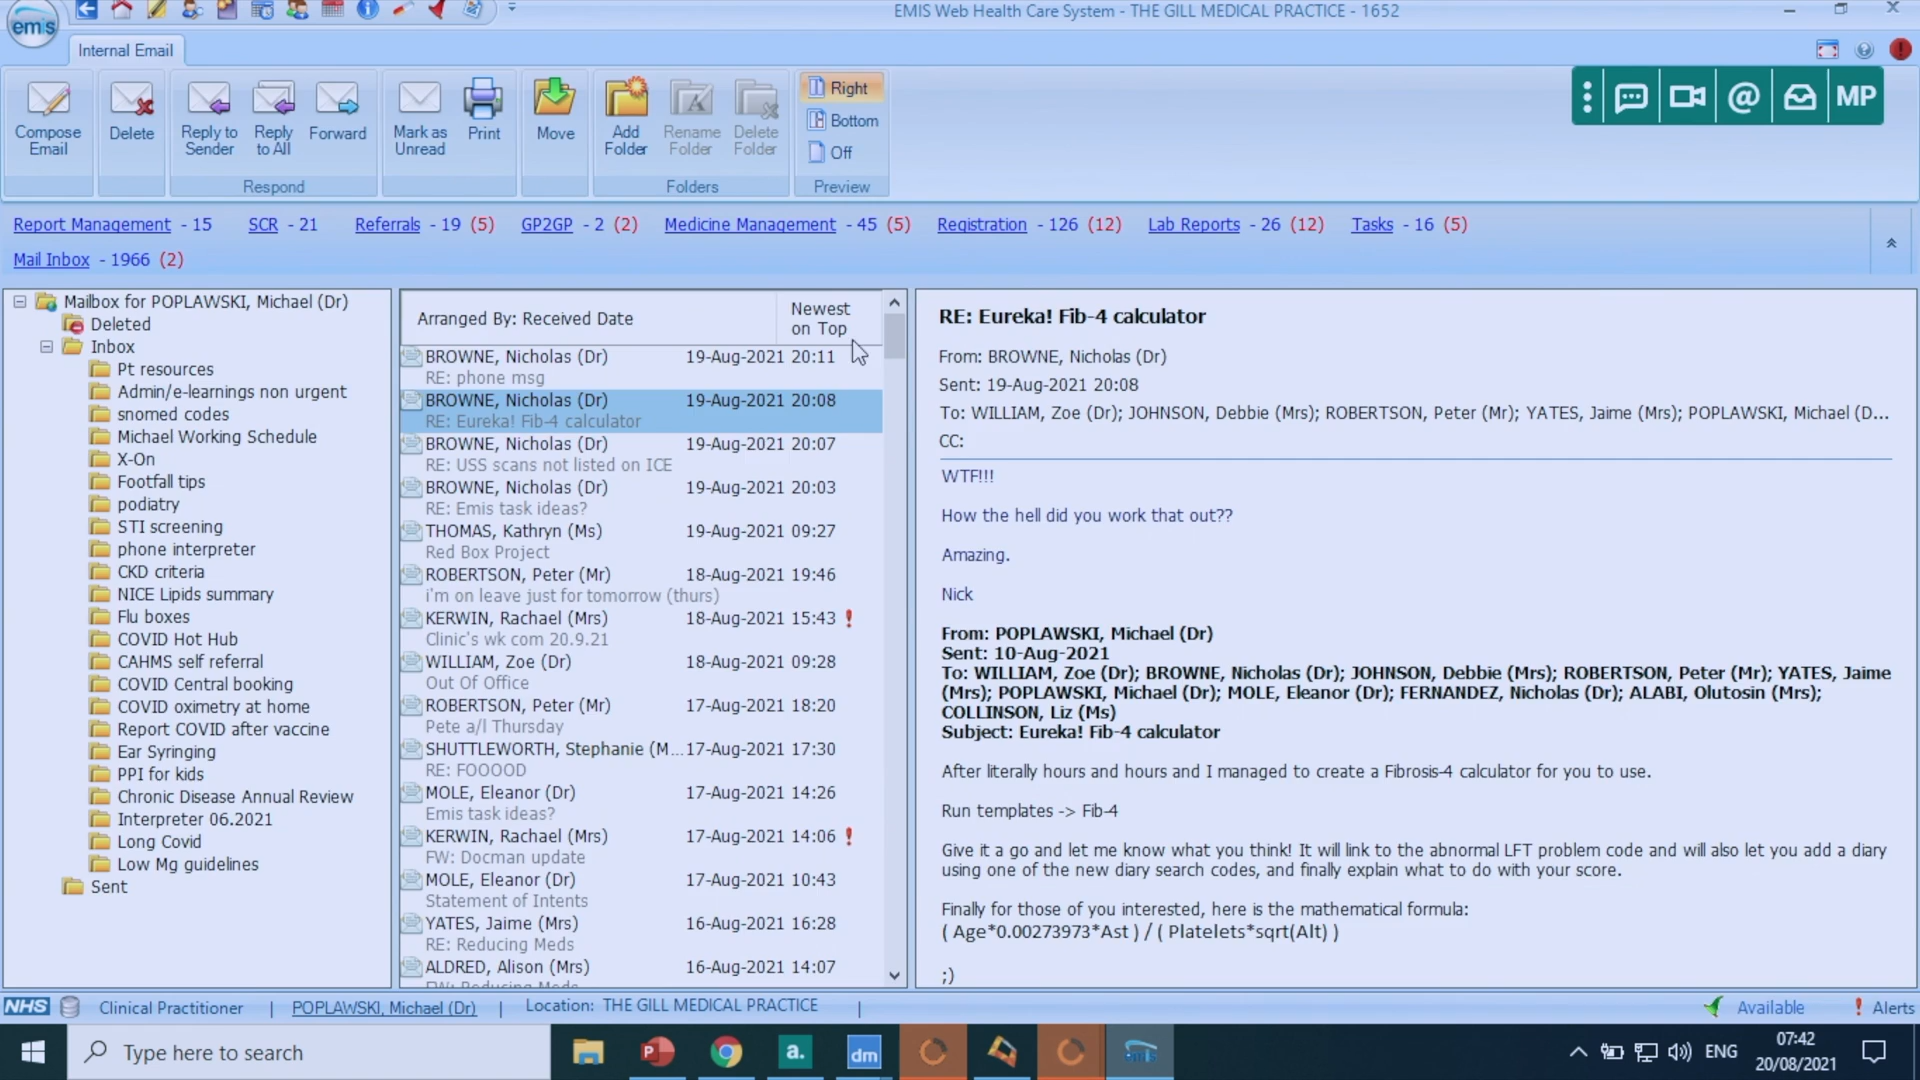 emis
EMIS Web Health Care System - THE GILL MEDICAL PRACTICE - 1652
Internal Email
Compose Email
Delete
Reply to Sender
Reply to All
Forward
Respond
Mark as Unread
Print
Move
Add Folder
Rename Folder
Delete Folder
Folders
Right
Bottom
Off
Preview
MP
Report Management - 15 SCR - 21 Referrals - 19 (5) GP2GP - 2 (2) Medicine Management - 45 (5) Registration - 126 (12) Lab Reports - 26 (12) Tasks - 16 (5)
Mail Inbox - 1966 (2)
Mailbox for POPLAWSKI, Michael (Dr)
Deleted
Inbox
Pt resources
Admin/e-learnings non urgent
snomed codes
Michael Working Schedule
X-On
Footfall tips
podiatry
STI screening
phone interpreter
CKD criteria
NICE Lipids summary
Flu boxes
COVID Hot Hub
CAHMS self referral
COVID Central booking
COVID oximetry at home
Report COVID after vaccine
Ear Syringing
PPI for kids
Chronic Disease Annual Review
Interpreter 06.2021
Long Covid
Low Mg guidelines
Sent
Arranged By: Received Date
Newest on Top
BROWNE, Nicholas (Dr) 19-Aug-2021 20:11
RE: phone msg
BROWNE, Nicholas (Dr) 19-Aug-2021 20:08
RE: Eureka! Fib-4 calculator
BROWNE, Nicholas (Dr) 19-Aug-2021 20:07
RE: USS scans not listed on ICE
BROWNE, Nicholas (Dr) 19-Aug-2021 20:03
RE: Emis task ideas?
THOMAS, Kathryn (Ms) 19-Aug-2021 09:27
Red Box Project
ROBERTSON, Peter (Mr) 18-Aug-2021 19:46
i'm on leave just for tomorrow (thurs)
KERWIN, Rachael (Mrs) 18-Aug-2021 15:43 !
Clinic's wk com 20.9.21
WILLIAM, Zoe (Dr) 18-Aug-2021 09:28
Out Of Office
ROBERTSON, Peter (Mr) 17-Aug-2021 18:20
Pete a/l Thursday
SHUTTLEWORTH, Stephanie (M... 17-Aug-2021 17:30
RE: FOOOOD
MOLE, Eleanor (Dr) 17-Aug-2021 14:26
Emis task ideas?
KERWIN, Rachael (Mrs) 17-Aug-2021 14:06 !
FW: Docman update
MOLE, Eleanor (Dr) 17-Aug-2021 10:43
Statement of Intents
YATES, Jaime (Mrs) 16-Aug-2021 16:28
RE: Reducing Meds
ALDRED, Alison (Mrs) 16-Aug-2021 14:07
FW: Reducing Meds
RE: Eureka! Fib-4 calculator
From: BROWNE, Nicholas (Dr)
Sent: 19-Aug-2021 20:08
To: WILLIAM, Zoe (Dr); JOHNSON, Debbie (Mrs); ROBERTSON, Peter (Mr); YATES, Jaime (Mrs); POPLAWSKI, Michael (D...
CC:
WTF!!!
How the hell did you work that out??
Amazing.
Nick
From: POPLAWSKI, Michael (Dr)
Sent: 10-Aug-2021
To: WILLIAM, Zoe (Dr); BROWNE, Nicholas (Dr); JOHNSON, Debbie (Mrs); ROBERTSON, Peter (Mr); YATES, Jaime
(Mrs); POPLAWSKI, Michael (Dr); MOLE, Eleanor (Dr); FERNANDEZ, Nicholas (Dr); ALABI, Olutosin (Mrs);
COLLINSON, Liz (Ms)
Subject: Eureka! Fib-4 calculator
After literally hours and hours and I managed to create a Fibrosis-4 calculator for you to use.
Run templates -> Fib-4
Give it a go and let me know what you think! It will link to the abnormal LFT problem code and will also let you add a diary
using one of the new diary search codes, and finally explain what to do with your score.
Finally for those of you interested, here is the mathematical formula:
( Age*0.00273973*Ast ) / ( Platelets*sqrt(Alt) )
;)
NHS Clinical Practitioner | POPLAWSKI, Michael (Dr) | Location: THE GILL MEDICAL PRACTICE |
Available ! Alerts
Type here to search
a.
dm
emis
ENG
07:42
20/08/2021